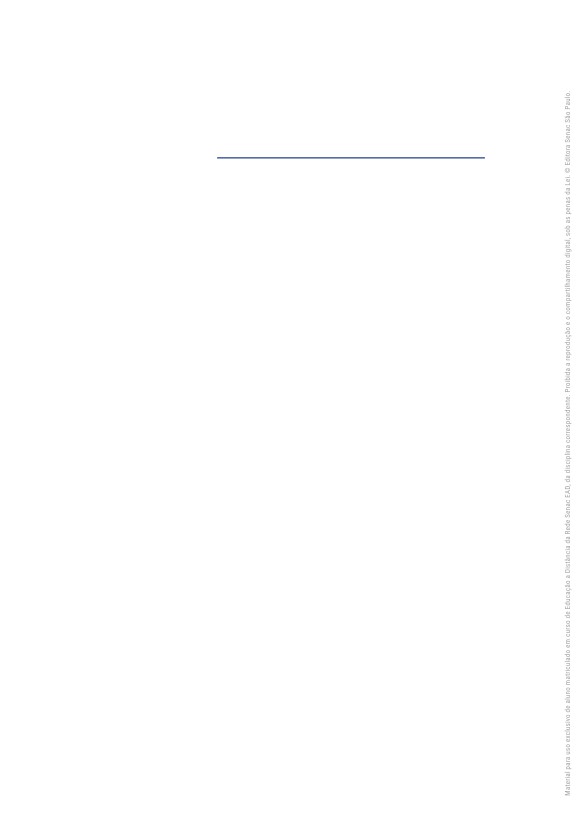 Material para uso exclusivo de aluno matriculado em curso de Educação a Distância da Rede Senac EAD, da disciplina correspondente. Proibida a reprodução e o compartilhamento digital, sob as penas da Lei. © Editora Senac São Paulo.